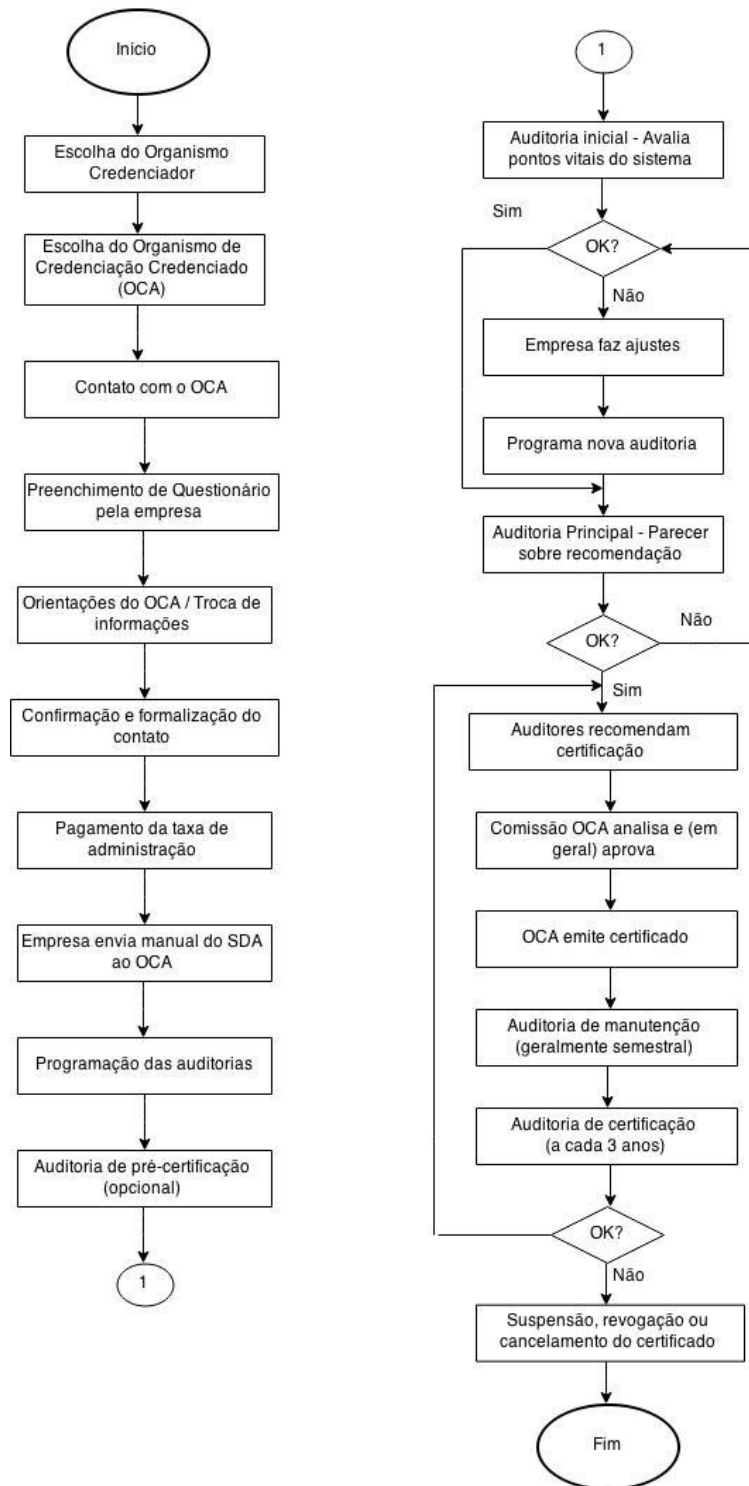 Inicio
Escolha do Organismo
Credenciador
Escolha do Organismo de
Credenciação Credenciado
(OCA)
Contato com o OCA
Preenchimento de Questionário
pela empresa
Orientações do OCA / Troca de
informações
Confirmação e formalização do
contato
Pagamento da taxa de
administração
Empresa envia manual do SDA
ao OCA
Programação das auditorias
Auditoria de pré-certificação
(opcional)
1
1
Auditoria inicial - Avalia
pontos vitais do sistema
Sim
OK?
Não
Empresa faz ajustes
Programa nova auditoria
Auditoria Principal - Parecer
sobre recomendação
OK?
Não
Sim
Auditores recomendam
certificação
Comissão OCA analisa e (em
geral) aprova
OCA emite certificado
Auditoria de manutenção
(geralmente semestral)
Auditoria de certificação
(a cada 3 anos)
OK?
Não
Suspensão, revogação ou
cancelamento do certificado
Fim